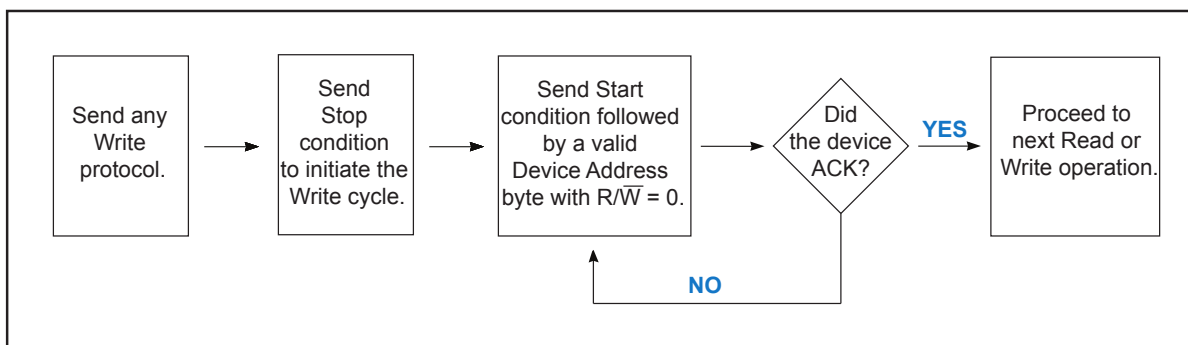 Send any
Write
protocol.
Send
Stop
condition
to initiate the
Write cycle.
Send Start
condition followed
by a valid
Device Address
byte with R/W̅ = 0.
Did
the device
ACK?
YES
NO
Proceed to
next Read or
Write operation.